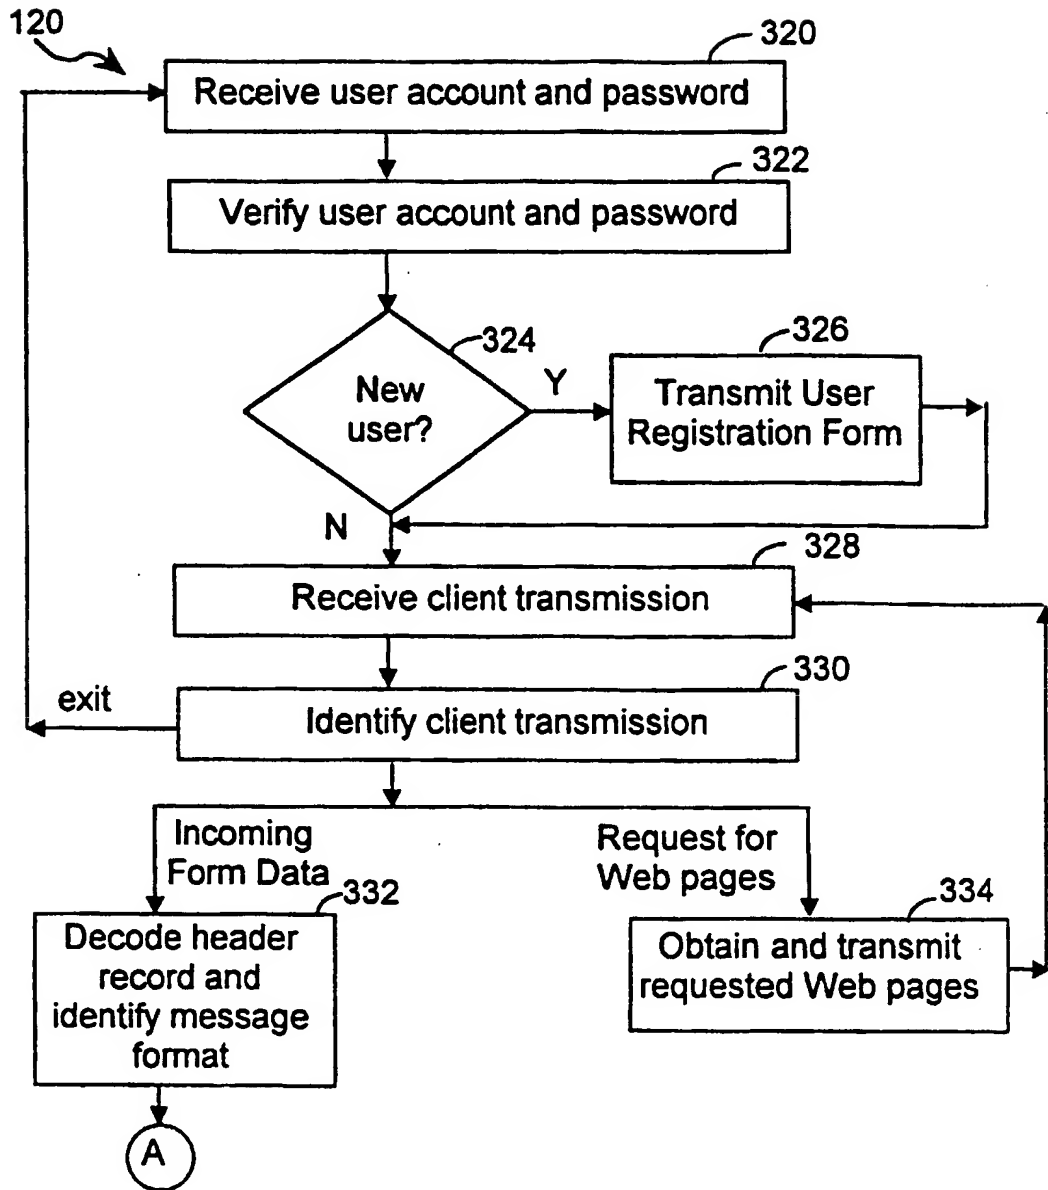 120
320
Receive user account and password
322
Verify user account and password
324
New
user?
Y
326
Transmit User
Registration Form
N
328
Receive client transmission
330
exit
Identify client transmission
Incoming
Form Data
Request for
Web pages
332
Decode header
record and
identify message
format
334
Obtain and transmit
requested Web pages
A